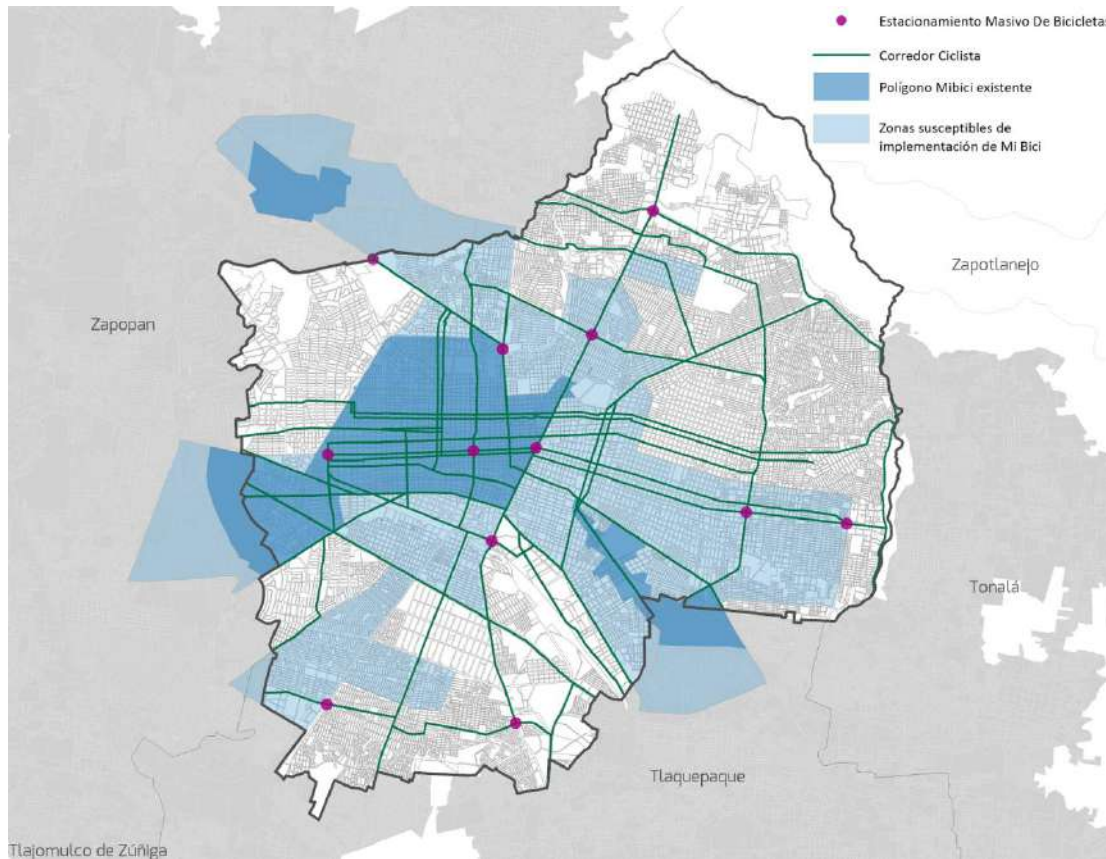 Estacionamiento Masivo De Bicicletas
Corredor Ciclista
Polígono Mibici existente
Zonas susceptibles de
implementación de Mi Bici
Zapotlanejo
Zapopan
Tonalá
Tlaquepaque
Tlajomulco de Zúñiga